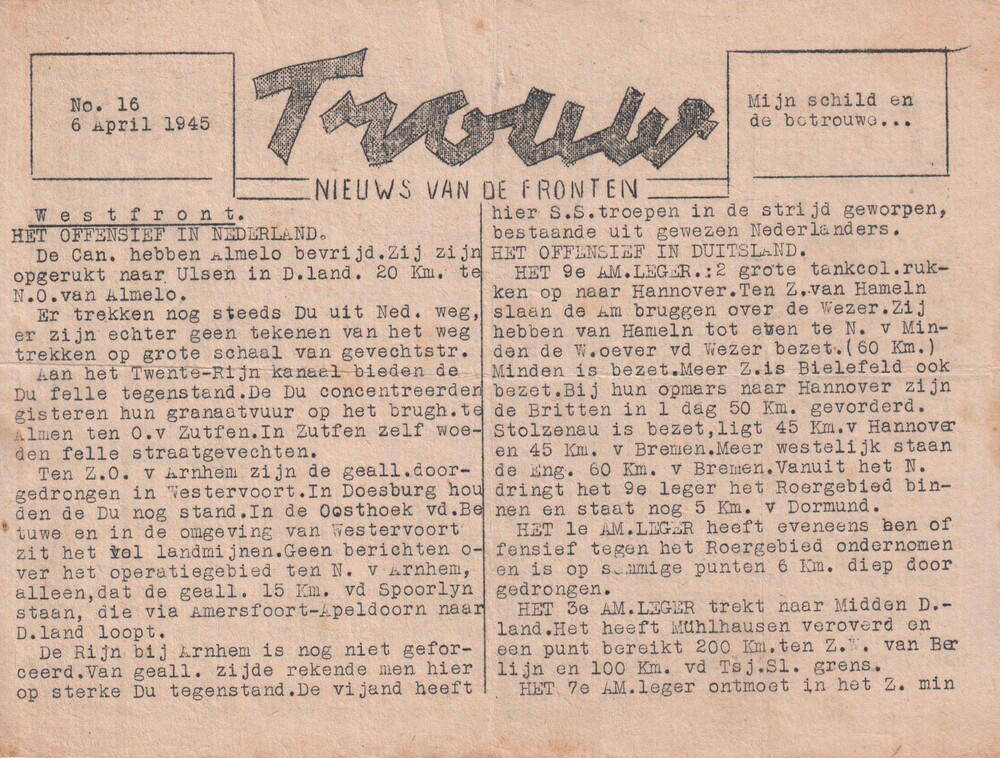 No. 16
6 April 1945
Trouw
Mijn schild en
de betrouwe...
NIEUWS VAN DE FRONTEN
Westfront.
HET OFFENSIEF IN NEDERLAND.
De Can. hebben Almelo bevrijd.Zij zijn
opgerukt naar Ulsen in D.land. 20 Km. te
N.O.van Almelo.
Er trekken nog steeds Du uit Ned. weg,
er zijn echter geen tekenen van het weg
trekken op grote schaal van gevechtstr.
Aan het Twente-Rijn kanaal bieden de
Du felle tegenstand.De Du concentreerden
gisteren hun granaatvuur op het brugh.te
Almen ten O.v Zutfen.In Zutfen zelf woe-
den felle straatgevechten.
Ten Z.O. v Arnhem zijn de geall.door-
gedrongen in Westervoort.In Doesburg hou
den de Du nog stand.In de Oosthoek vd.Be
tuwe en in de omgeving van Westervoort
zit het vol landmijnen.Geen berichten o-
ver het operatiegebied ten N. v Arnhem,
alleen,dat de geall. 15 Km. vd Spoorlyn
staan, die via Amersfoort-Apeldoorn naar
D.land loopt.
De Rijn bij Arnhem is nog niet gefor-
ceerd.Van geall. zijde rekende men hier
op sterke Du tegenstand.De vijand heeft
hier S.S.troepen in de strijd geworpen,
bestaande uit gewezen Nederlanders.
HET OFFENSIEF IN DUITSLAND.
HET 9e AM.LEGER.:2 grote tankcol.ruk-
ken op naar Hannover.Ten Z.van Hameln
slaan de Am bruggen over de Wezer.Zij
hebben van Hameln tot even te N. v Min-
den de W.oever vd Wezer bezet.(60 Km.)
Minden is bezet.Meer Z.is Bielefeld ook
bezet.Bij hun opmars naar Hannover zijn
de Britten in 1 dag 50 Km. gevorderd.
Stolzenau is bezet,ligt 45 Km.v Hannover
en 45 Km. v Bremen.Meer westelijk staan
de Eng. 60 Km. v Bremen.Vanuit het N.
dringt het 9e leger het Roergebied bin-
nen en staat nog 5 Km. v Dormund.
HET 1e AM.LEGER heeft eveneens een of
fensief tegen het Roergebied ondernomen
en is op sommige punten 6 Km. diep door
gedrongen.
HET 3e AM.LEGER trekt naar Midden D.-
land.Het heeft Mühlhausen veroverd en
een punt bereikt 200 Km.ten Z.W. van Ber
lijn en 100 Km. vd Tsj.Sl. grens.
HET 7e AM.leger ontmoet in het Z. min